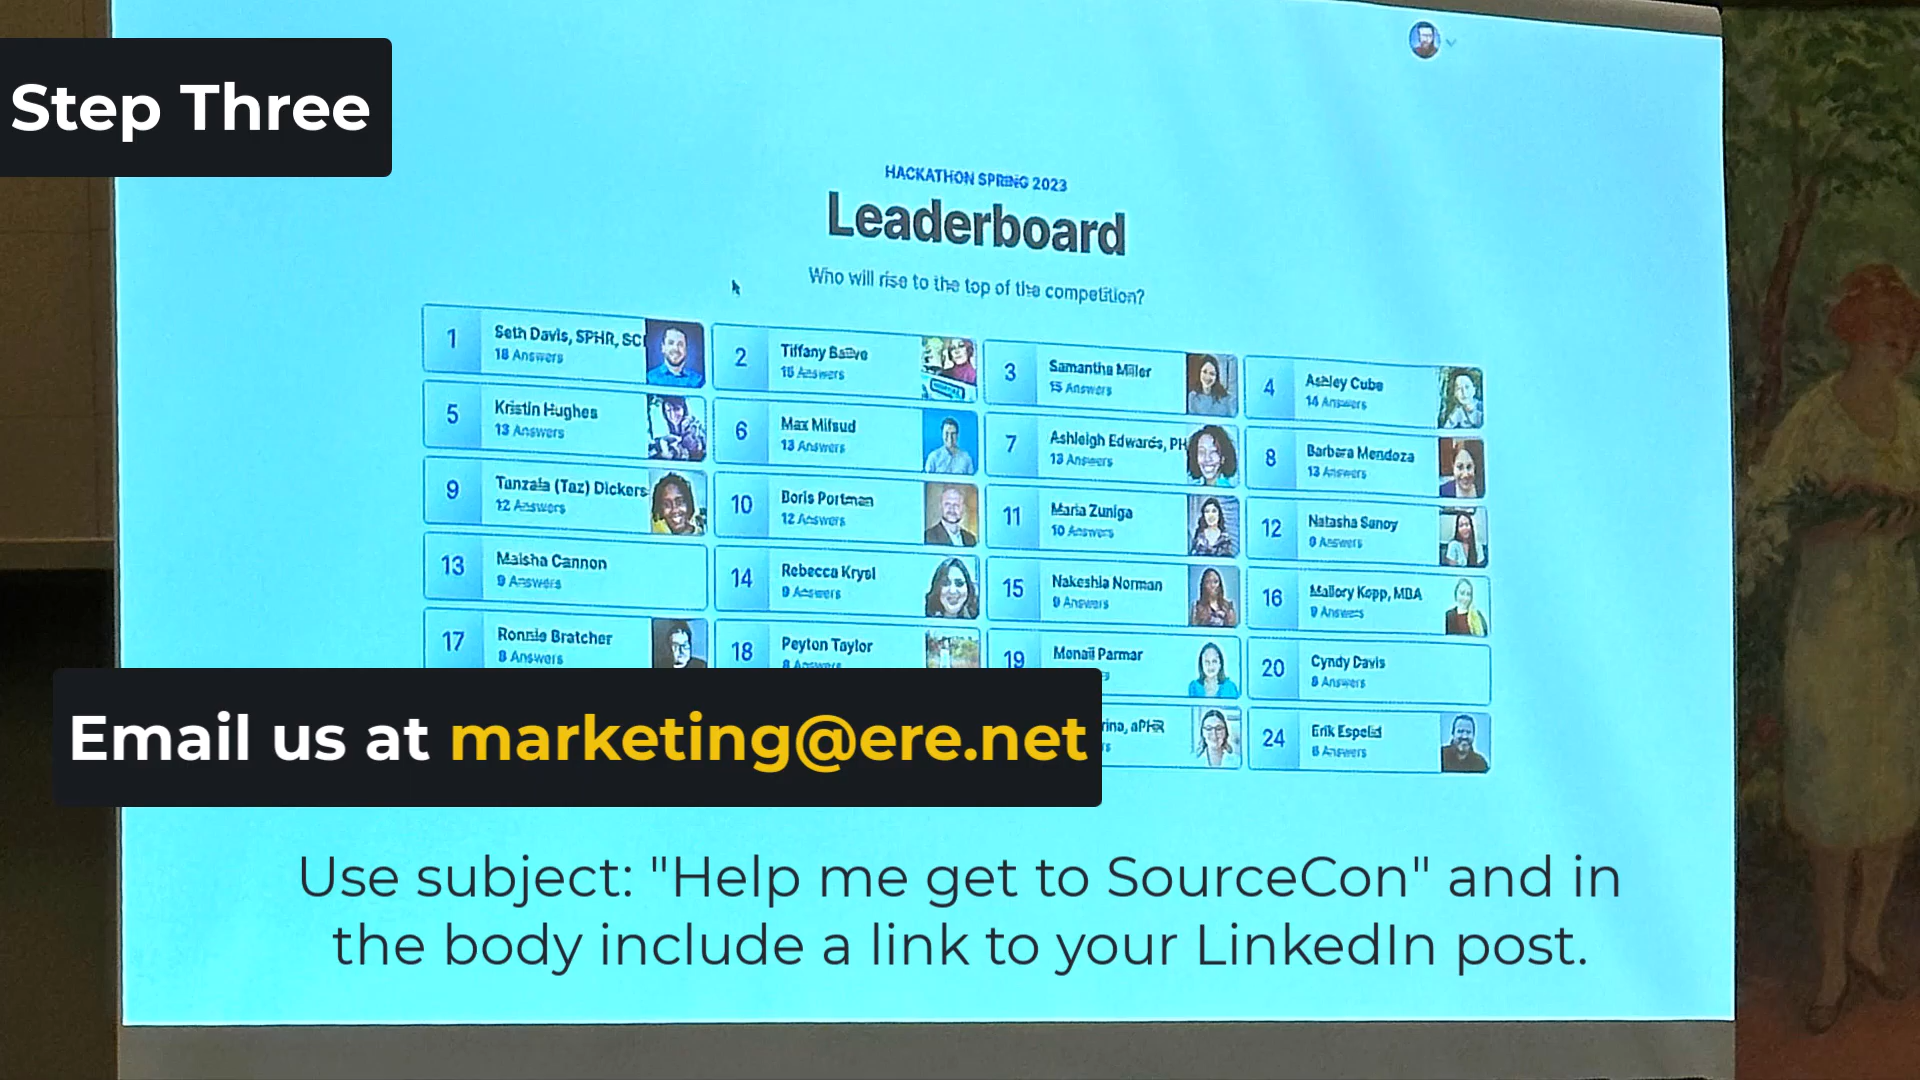 Step Three
HACKATHON SPRING 2023
Leaderboard
Who will rise to the top of the competition?
1
Seth Davis, SPHR, SC
18 Answers
2
Tiffany
Answers
3
Samantha Miller
15 Answers
4
Ashley Cube
14 Answers
5
Kristin Hughes
13 Answers
6
Max Mifsud
13 Answers
7
Ashleigh Edwards, PH
13 Answers
8
Barbara Mendoza
13 Answers
9
Tanzala (Taz) Dickers
12 Answers
10
Boris Portman
12 Answers
11
Maria Zuniga
10 Answers
12
Natasha
9 Answers
13
Maisha Cannon
9 Answers
14
Rebecca Krysl
9 Answers
15
Nakeshia Norman
9 Answers
16
Mallory Kopp, MBA
9 Answers
17
Ronnie Bratcher
8 Answers
18
Peyton Taylor
8 Answers
19
Monail Parmar
20
Cyndy Davis
8 Answers
rina, aPHR
24
Erik Espelid
Answers
Email us at marketing@ere.net
Use subject: "Help me get to SourceCon" and in
the body include a link to your LinkedIn post.